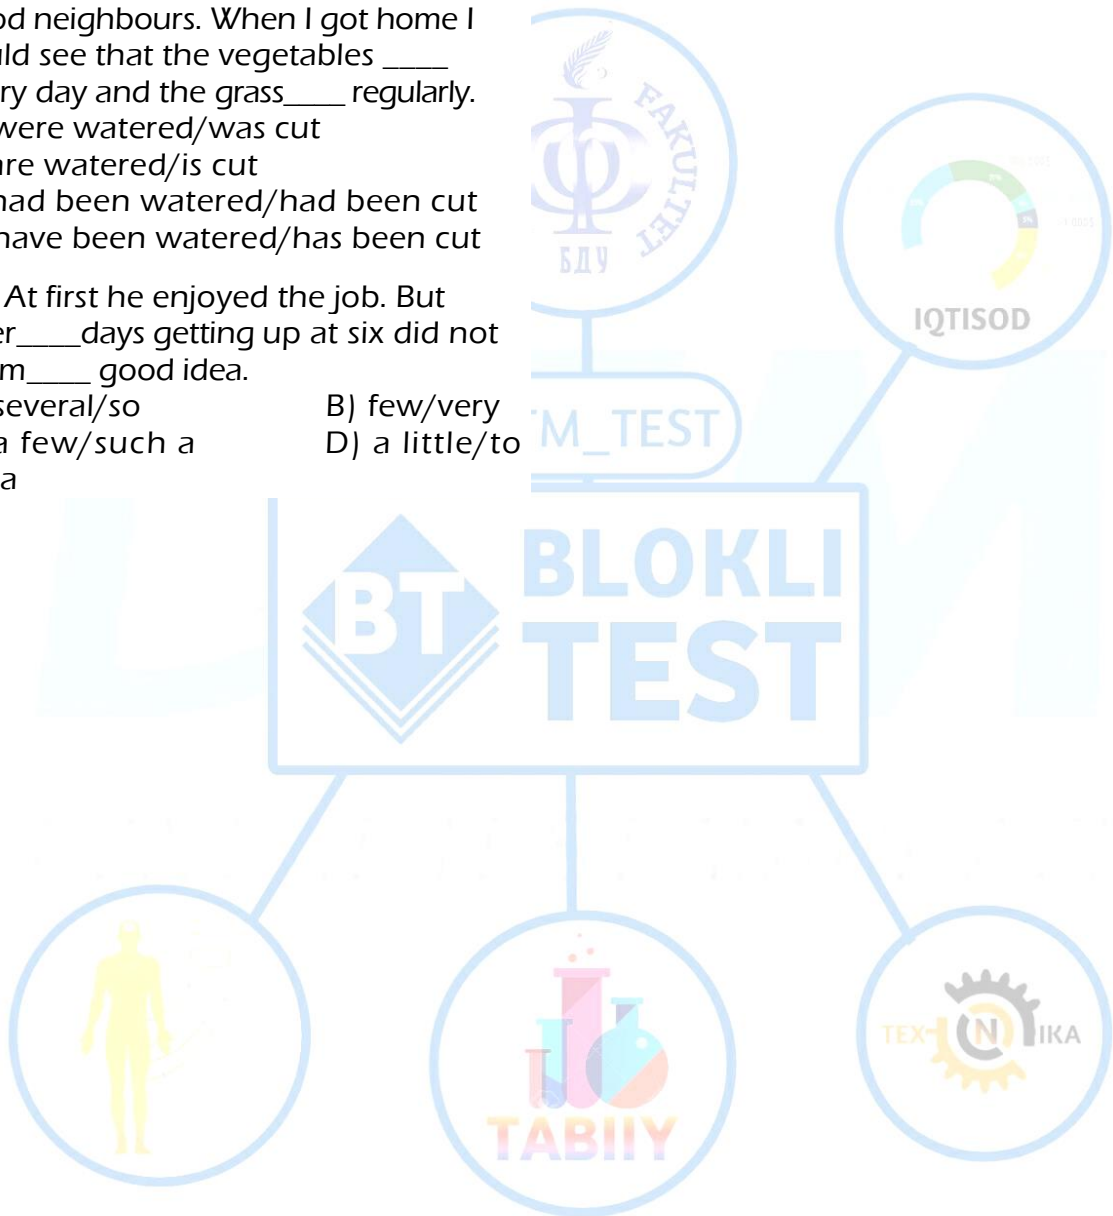 od neighbours. When I got home I
uld see that the vegetables ____
ry day and the grass____ regularly.
were watered/was cut
are watered/is cut
had been watered/had been cut
have been watered/has been cut
At first he enjoyed the job. But
er____days getting up at six did not
m____ good idea.
several/so B) few/very
a few/such a D) a little/to
a
FAKULTET
БДУ
IQTISOD
TM_TEST
BT
BLOKLI
TEST
TABIIY
TEX N IKA